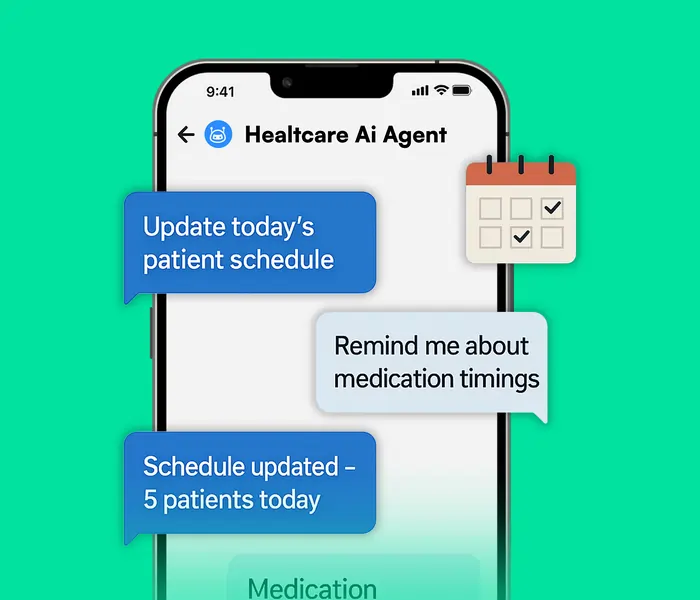 9:41
Healtcare Ai Agent
Update today's
patient schedule
Remind me about
medication timings
Schedule updated –
5 patients today
Medication